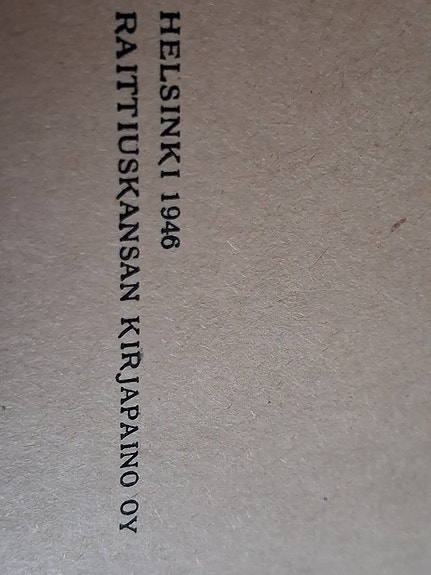 HELSINKI 1946
RAITTIUSKANSAN KIRJAPAINO OY